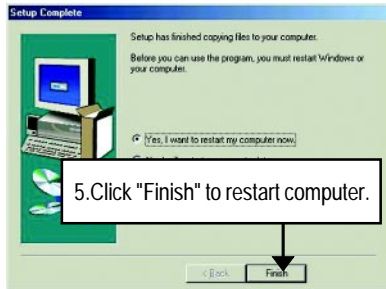 Setup Complete
Setup has finished copying files to your computer.
Before you can use the program, you must restart Windows or
your computer.
Yes, I want to restart my computer now.
5.Click "Finish" to restart computer.
< Back
Finish